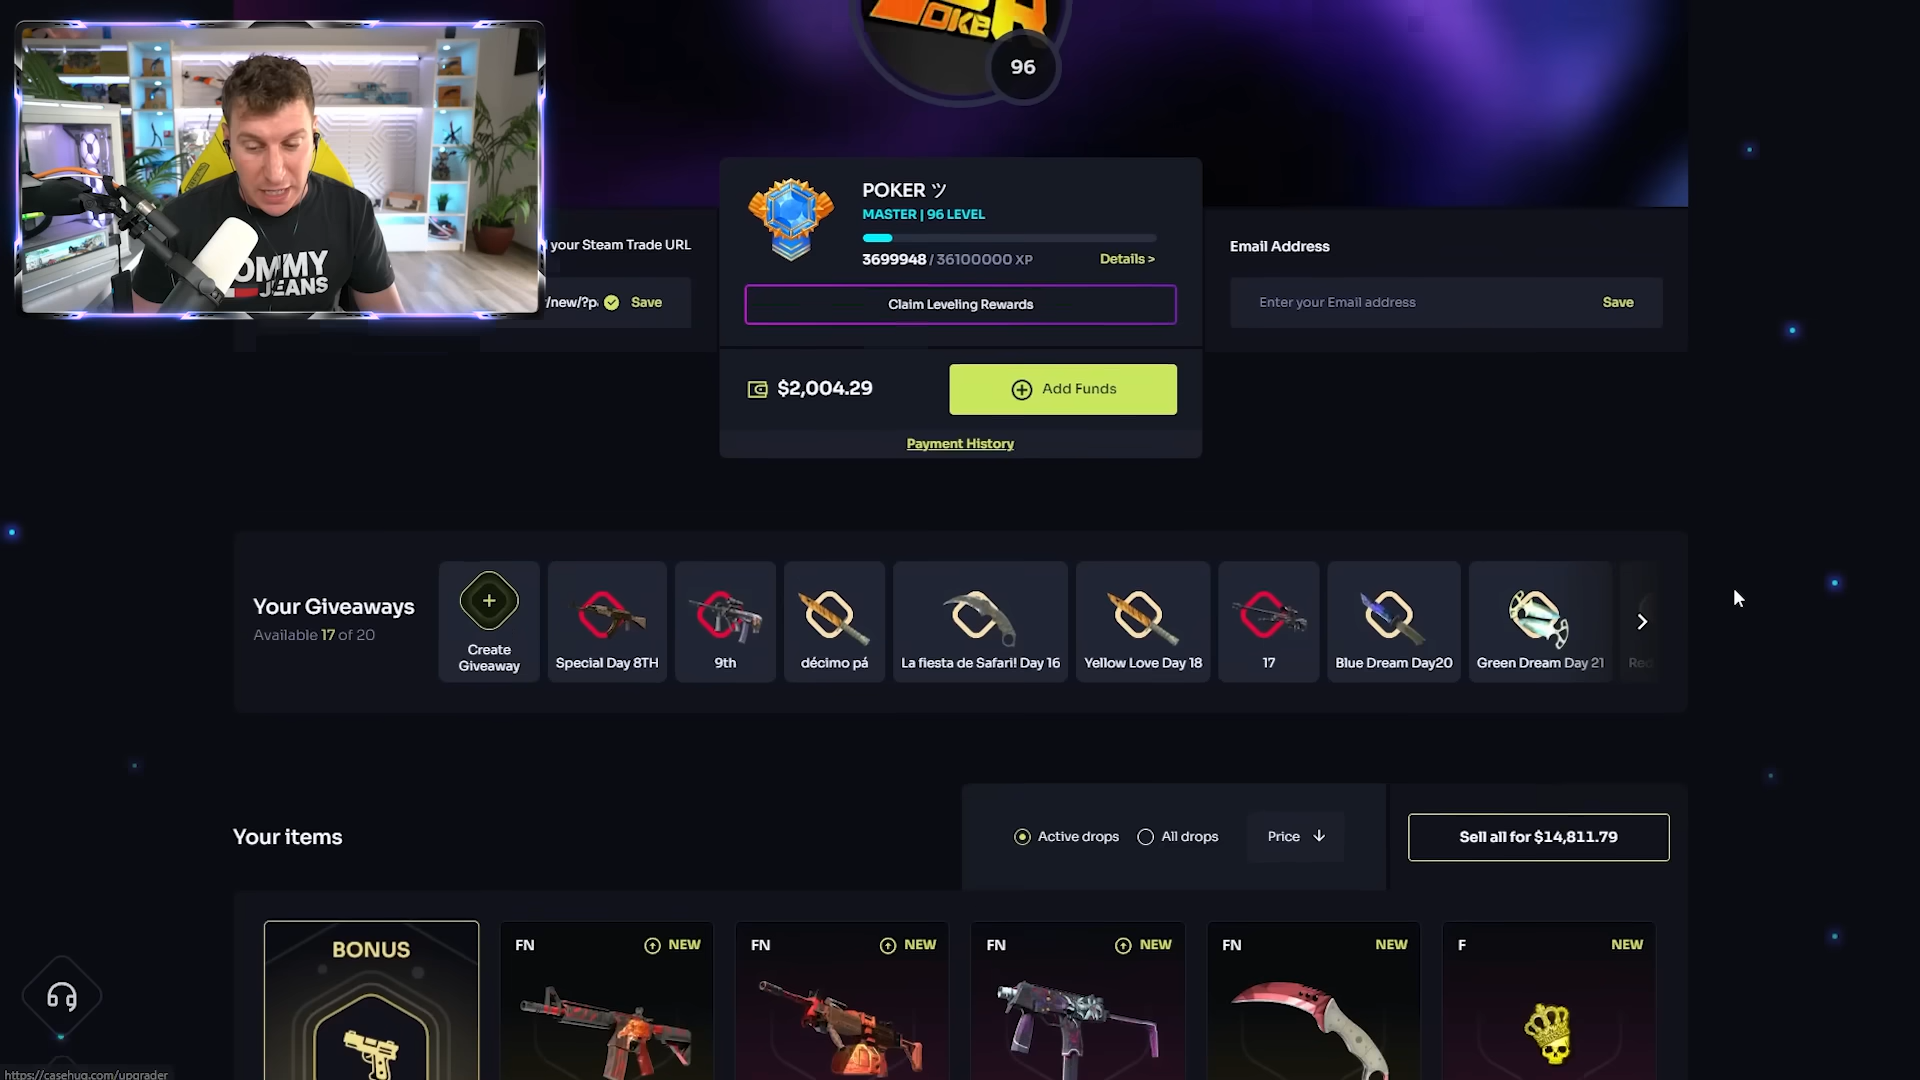 OKE
96
POKER ツ
MASTER | 96 LEVEL
3699948 / 36100000 XP
Details >
Claim Leveling Rewards
$2,004.29
Add Funds
Payment History
your Steam Trade URL
/new/?p
Save
Email Address
Enter your Email address
Save
OMMY
JEANS
Your Giveaways
Available 17 of 20
Create
Giveaway
Special Day 8TH
9th
décimo pá
La fiesta de Safari! Day 16
Yellow Love Day 18
17
Blue Dream Day20
Green Dream Day 21
Red
Your items
Active drops
All drops
Price
Sell all for $14,811.79
BONUS
FN
NEW
FN
NEW
FN
NEW
FN
NEW
F
NEW
https://casehug.com/upgrader